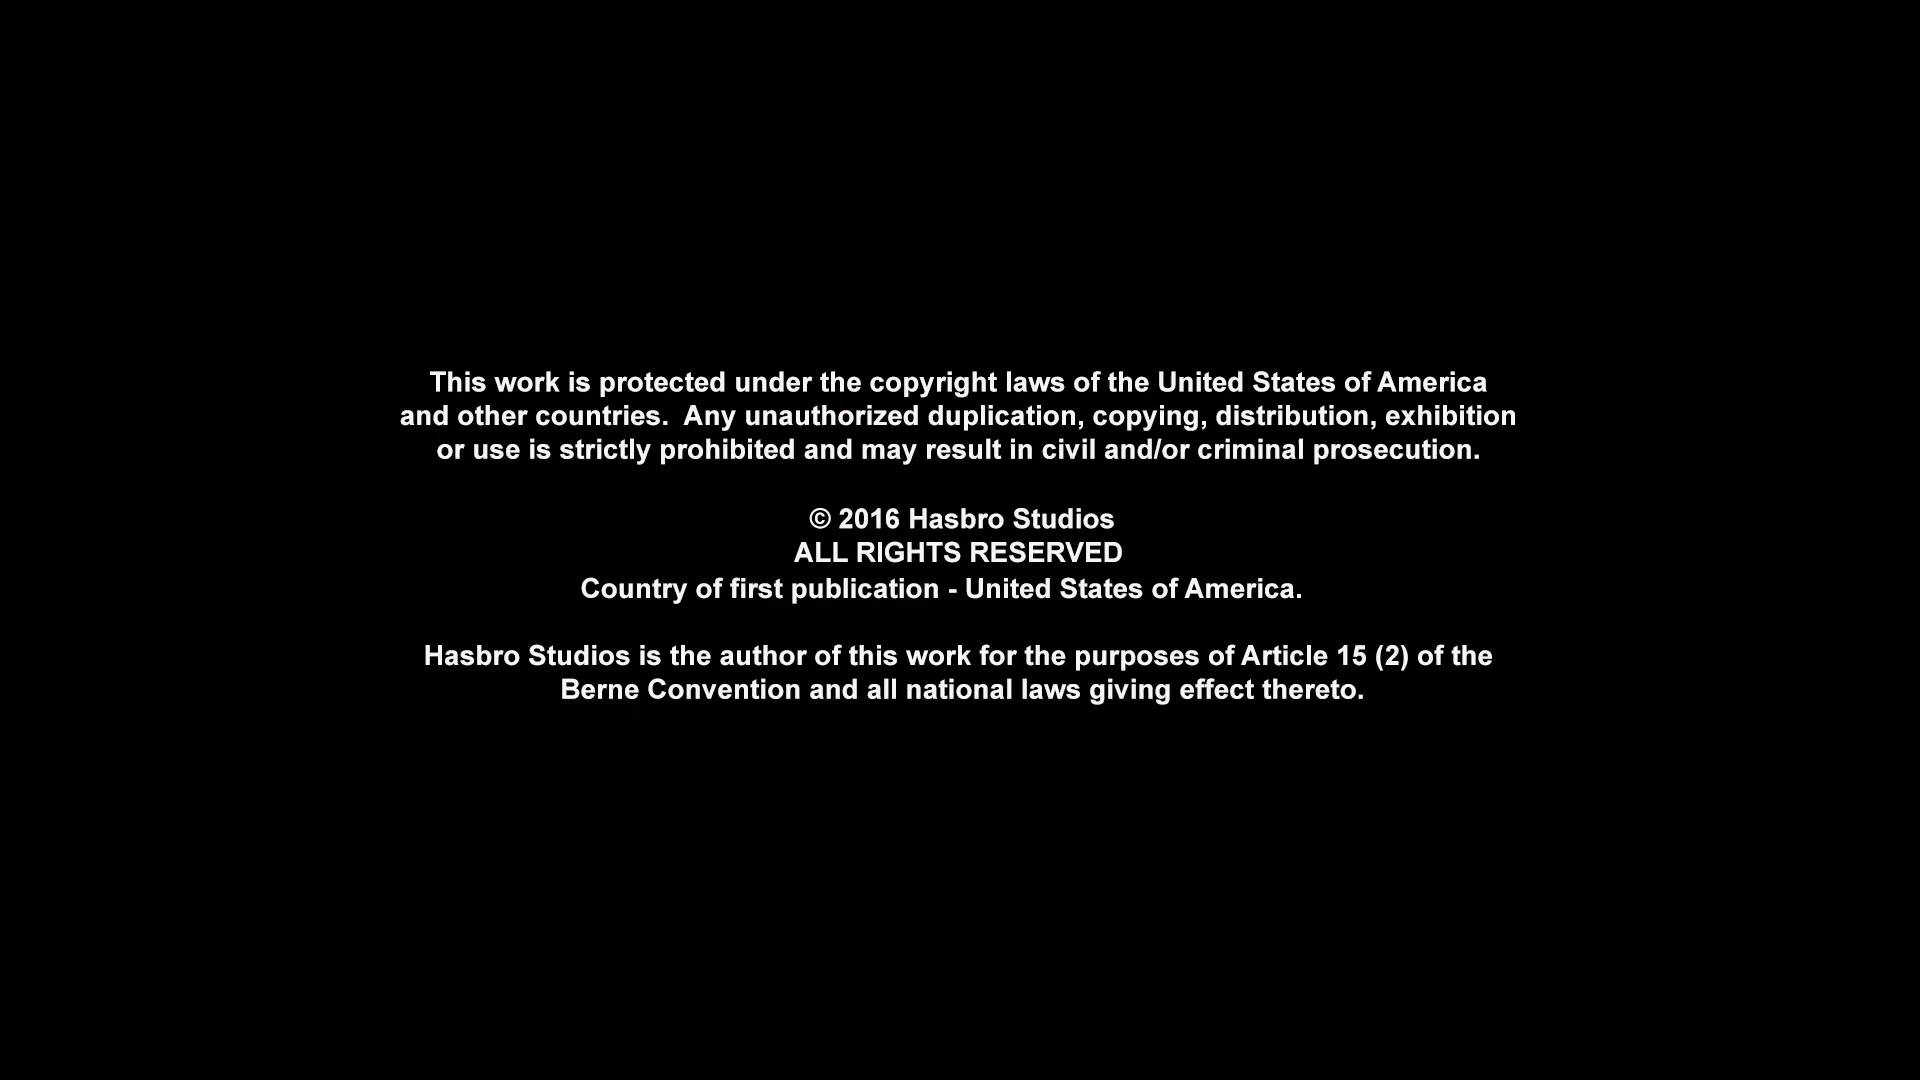 This work is protected under the copyright laws of the United States of America
and other countries.  Any unauthorized duplication, copying, distribution, exhibition
or use is strictly prohibited and may result in civil and/or criminal prosecution.
© 2016 Hasbro Studios
ALL RIGHTS RESERVED
Country of first publication - United States of America.
Hasbro Studios is the author of this work for the purposes of Article 15 (2) of the
Berne Convention and all national laws giving effect thereto.